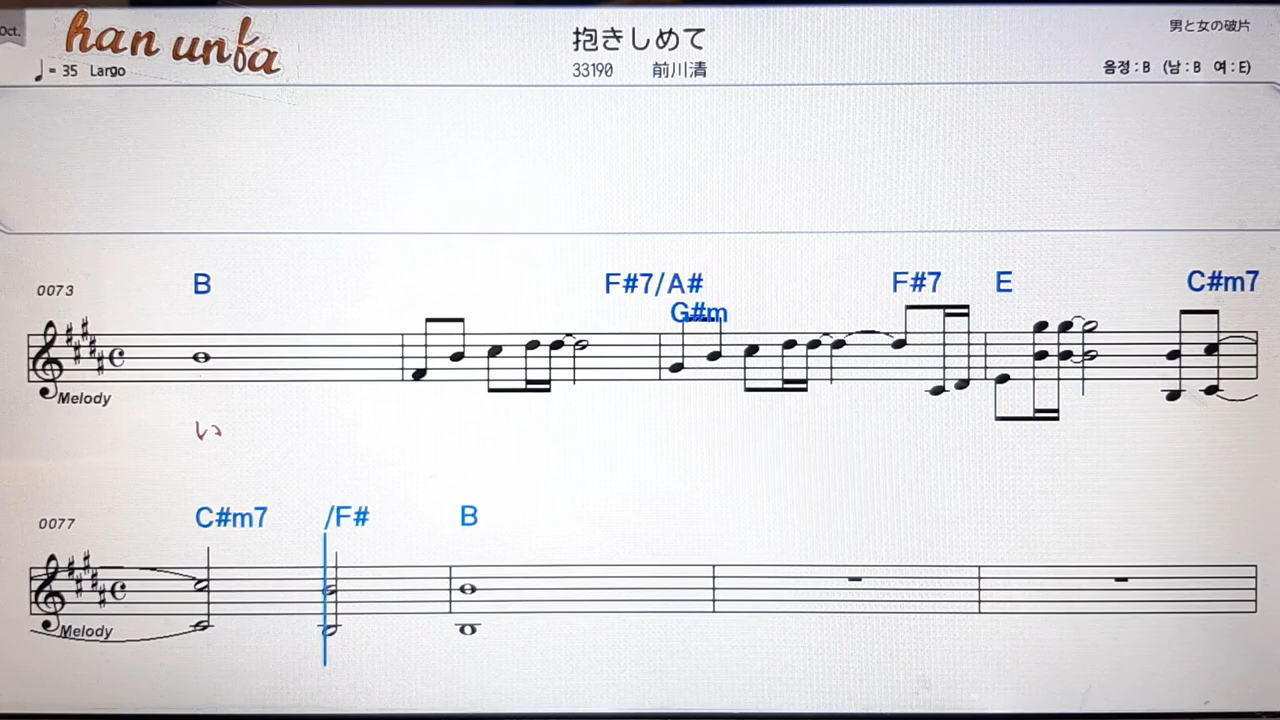 Oct.
han unfa
抱きしめて
男と女の破片
= 35 Largo
33190 前川清
음정 : B (남 : B 여 : E)
0073 B F#7/A# F#7 E C#m7
G#m
Melody
い
0077 C#m7 /F# B
Melody